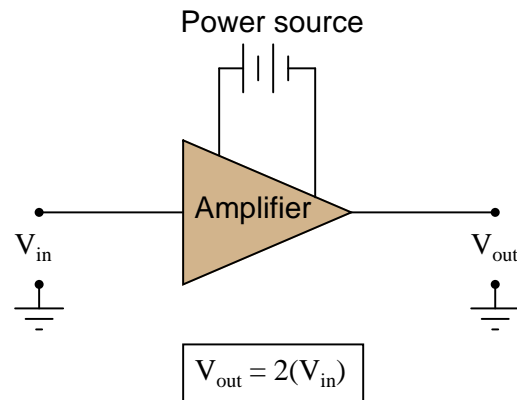 Power source
Amplifier
V_in
V_out
V_out = 2(V_in)